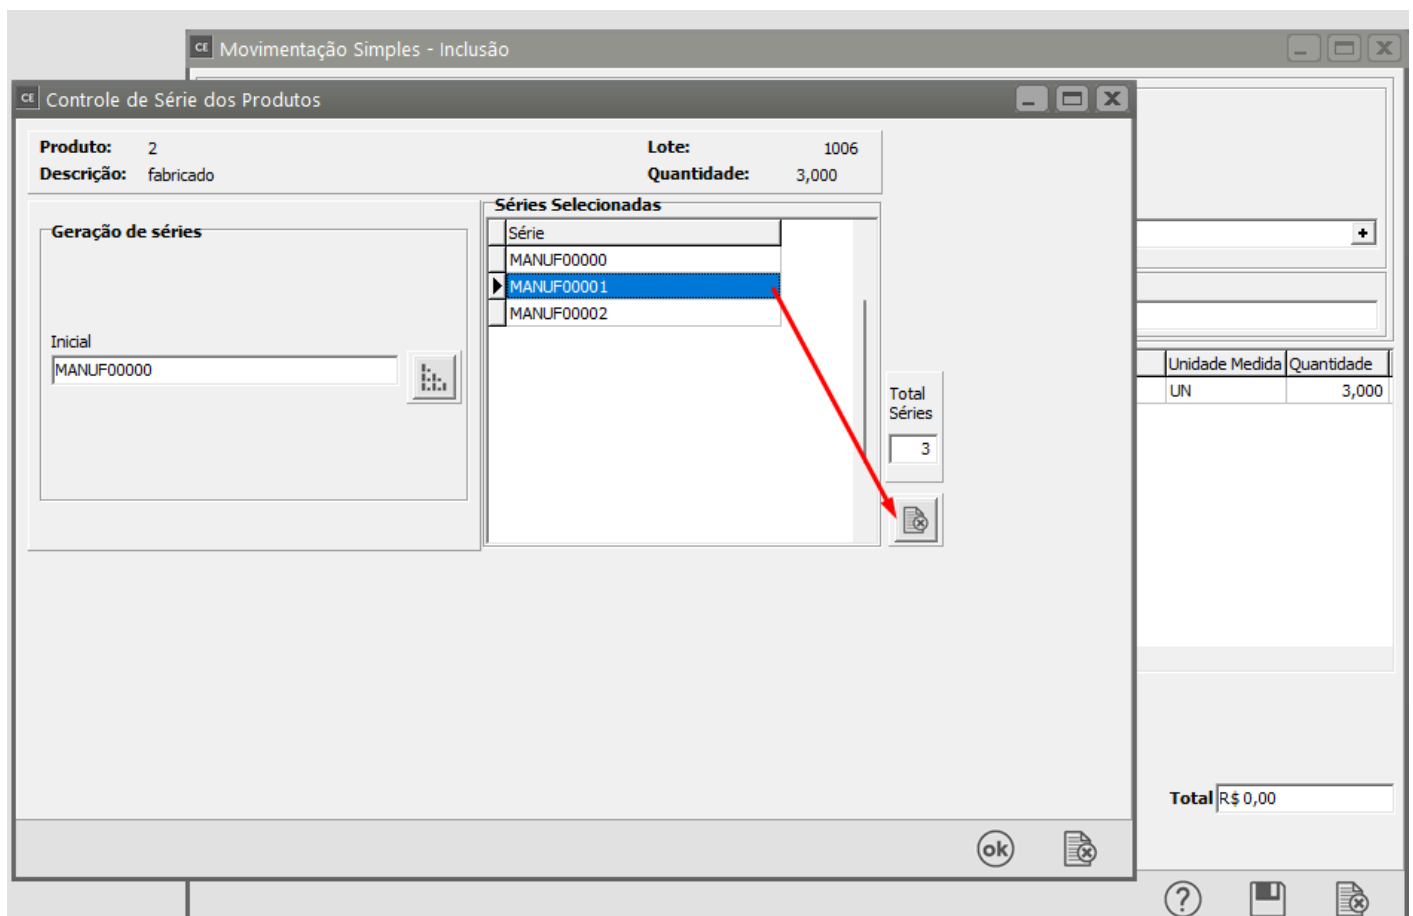 CE Movimentação Simples - Inclusão
CE Controle de Série dos Produtos
Produto: 2 Lote: 1006
Descrição: fabricado Quantidade: 3,000
Geração de séries
Séries Selecionadas
Série
MANUF00000
MANUF00001
MANUF00002
Inicial
MANUF00000
Total
Séries
3
Unidade Medida Quantidade
UN 3,000
Total R$ 0,00
ok
?